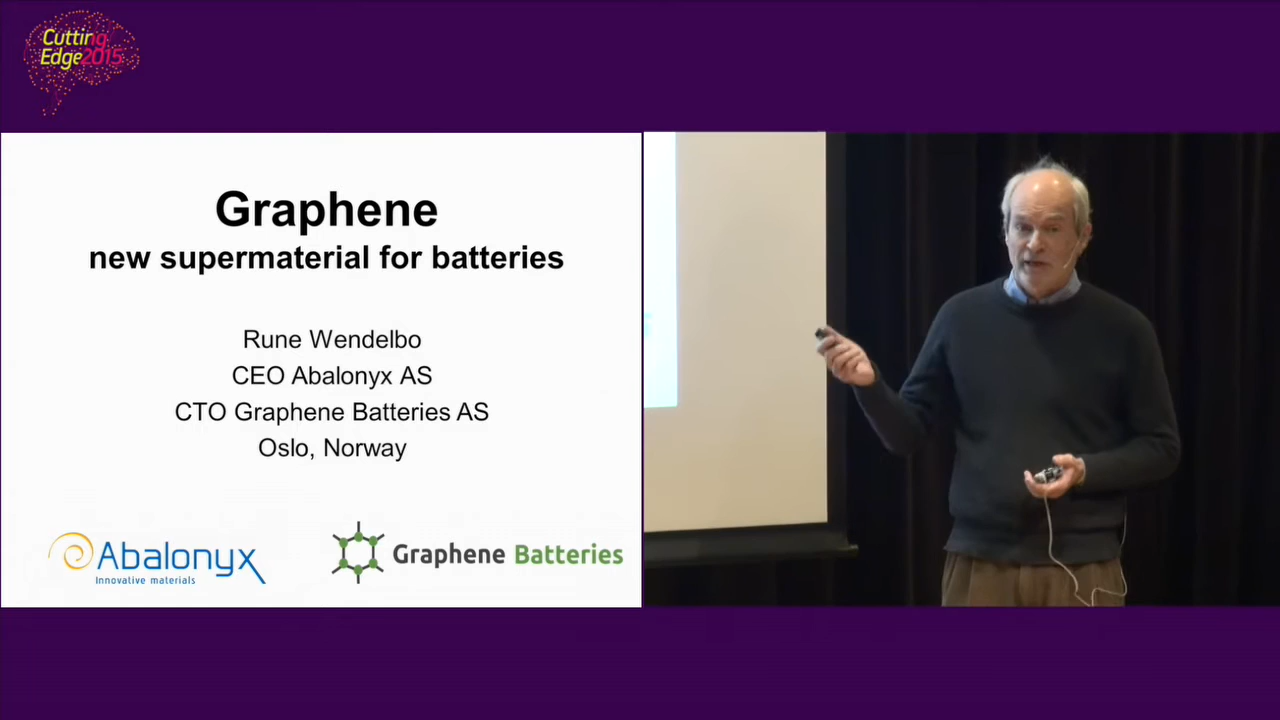 Cutting
Edge2015
Graphene
new supermaterial for batteries
Rune Wendelbo
CEO Abalonyx AS
CTO Graphene Batteries AS
Oslo, Norway
Abalonyx
Innovative materials
Graphene Batteries